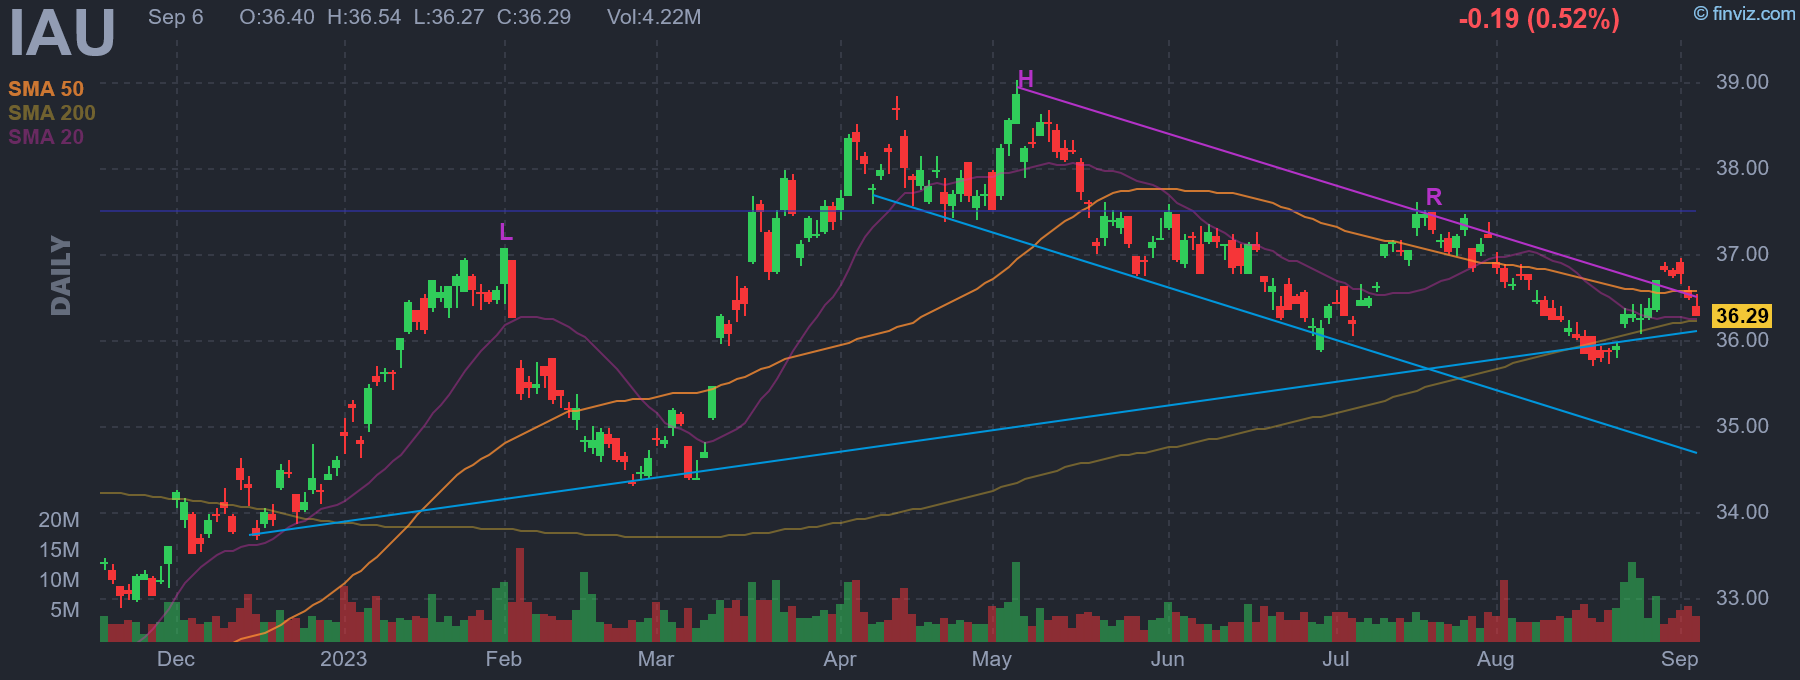 IAU
Sep 6 O:36.40 H:36.54 L:36.27 C:36.29 Vol:4.22M
-0.19 (0.52%)
© finviz.com
SMA 50
SMA 200
SMA 20
DAILY
L
H
R
39.00
38.00
37.00
36.29
36.00
35.00
34.00
33.00
20M
15M
10M
5M
Dec 2023 Feb Mar Apr May Jun Jul Aug Sep